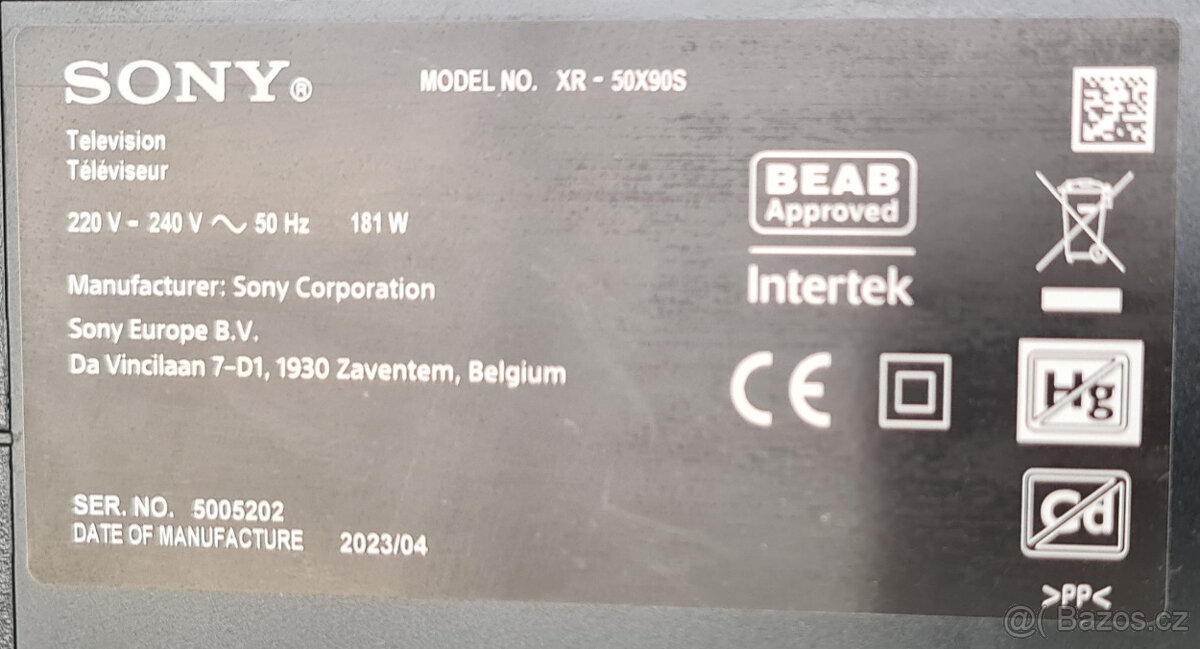 SONY®
MODEL NO. XR - 50X90S
Television
Téléviseur
220 V - 240 V ~ 50 Hz 181 W
Manufacturer: Sony Corporation
Sony Europe B.V.
Da Vincilaan 7-D1, 1930 Zaventem, Belgium
SER. NO. 5005202
DATE OF MANUFACTURE 2023/04
BEAB
Approved
Intertek
CE
Hg
Cd
>PP<
@( Bazos.cz